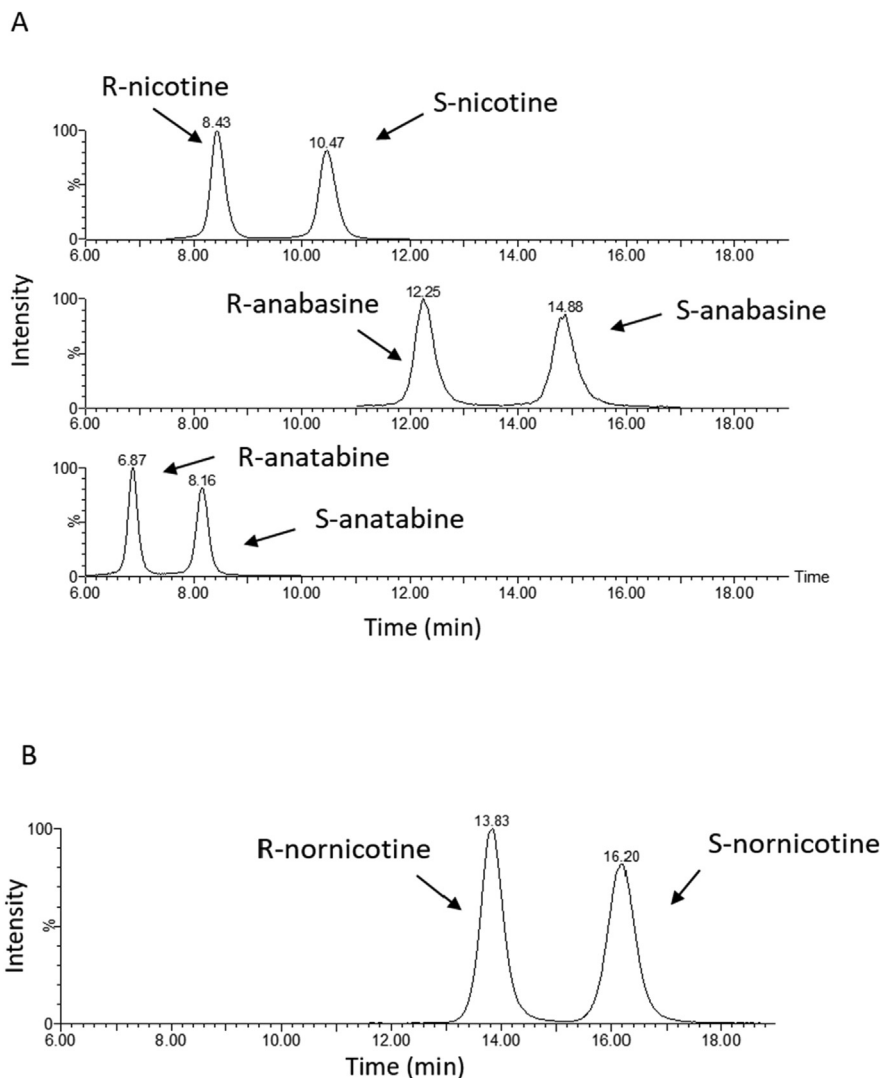 A
R-nicotine
S-nicotine
8.43
10.47
100
%
0
6.00 8.00 10.00 12.00 14.00 16.00 18.00
Intensity
R-anabasine
S-anabasine
12.25
14.88
100
%
0
6.00 8.00 10.00 12.00 14.00 16.00 18.00
R-anatabine
S-anatabine
6.87
8.16
100
%
0
6.00 8.00 10.00 12.00 14.00 16.00 18.00
Time
Time (min)
B
R-nornicotine
S-nornicotine
13.83
16.20
100
Intensity
%
0
6.00 8.00 10.00 12.00 14.00 16.00 18.00
Time (min)